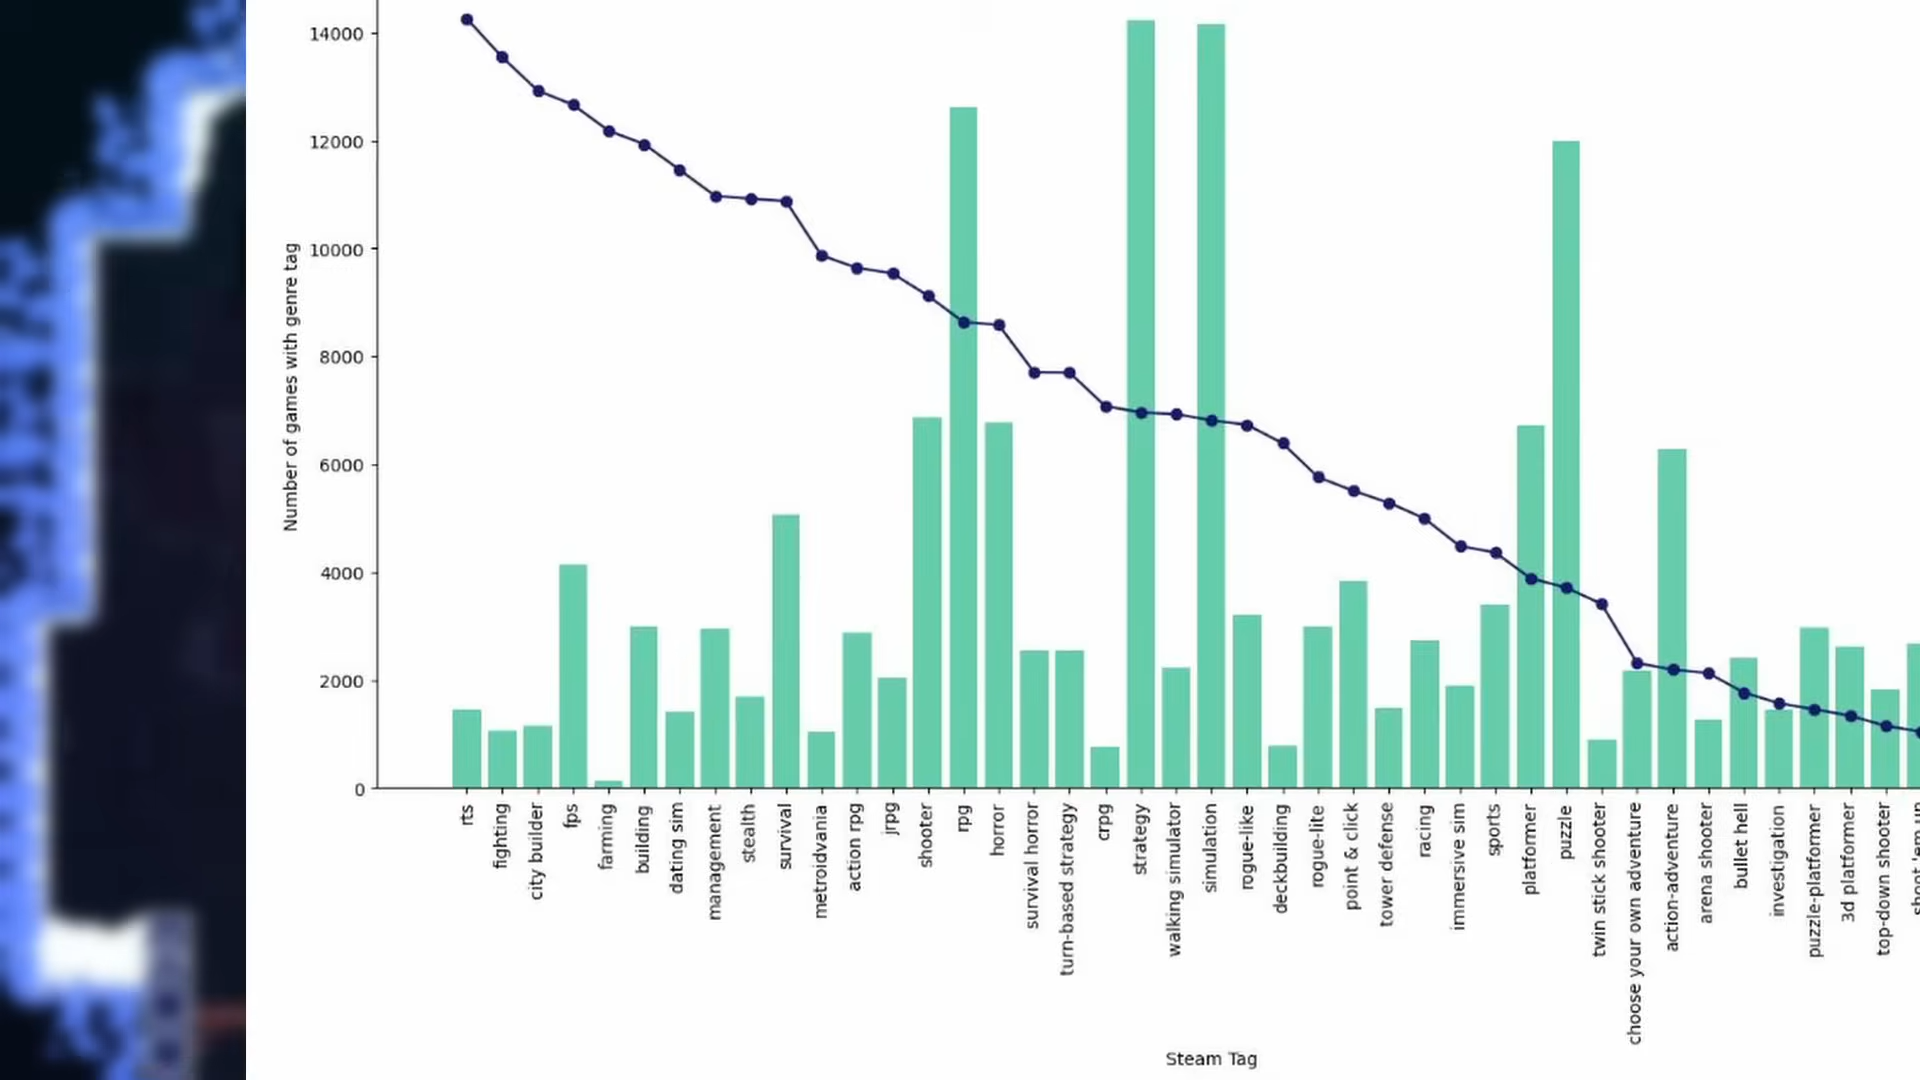 14000
12000
10000
8000
6000
4000
2000
0
Number of games with genre tag
rts
fighting
city builder
fps
farming
building
dating sim
management
stealth
survival
metroidvania
action rpg
jrpg
shooter
rpg
horror
survival horror
turn-based strategy
crpg
strategy
walking simulator
simulation
rogue-like
deckbuilding
rogue-lite
point & click
tower defense
racing
immersive sim
sports
platformer
puzzle
twin stick shooter
choose your own adventure
action-adventure
arena shooter
bullet hell
investigation
puzzle-platformer
3d platformer
top-down shooter
shoot 'em up
Steam Tag